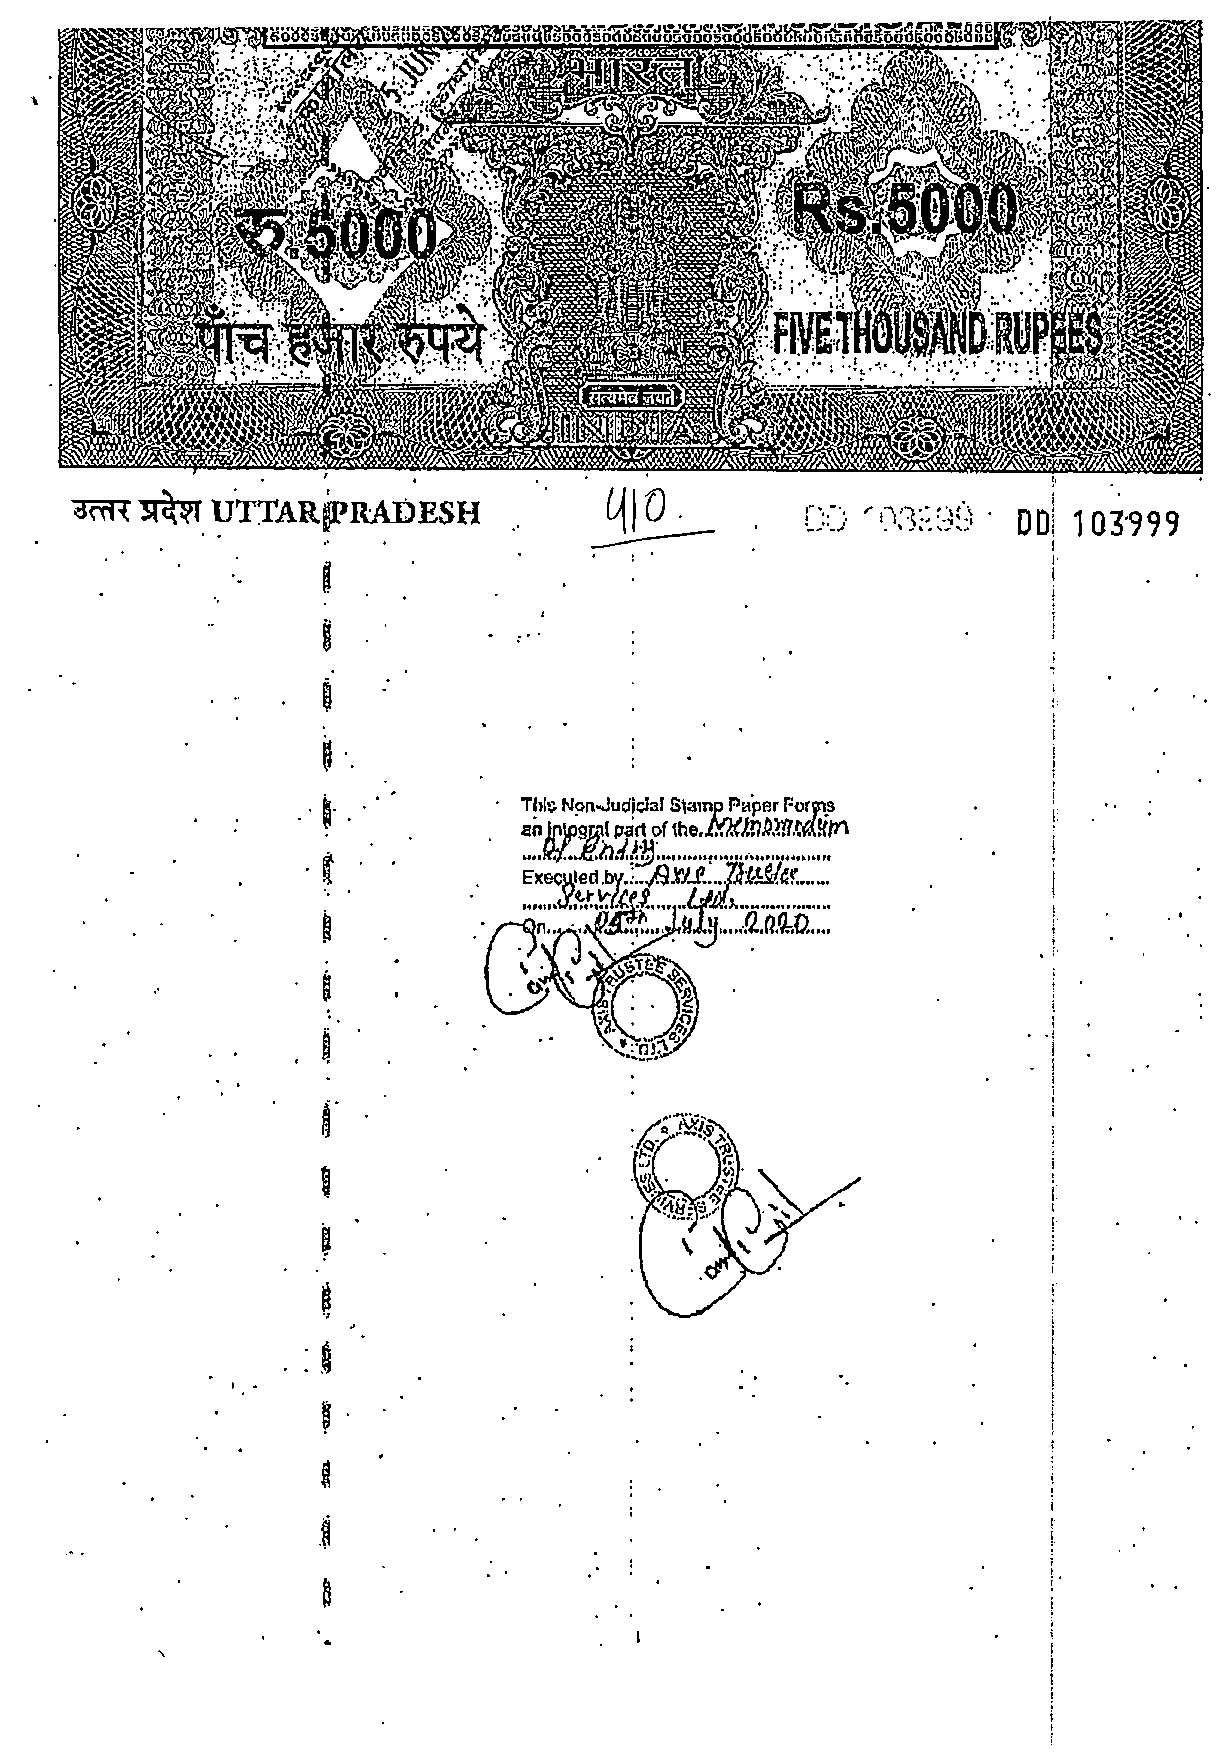 भारत
5 JUN
रु.5000
Rs.5000
पाँच हजार रुपये
FIVE THOUSAND RUPEES
सत्यमेव जयते
INDIA
उत्तर प्रदेश UTTAR PRADESH
410.
DD 103999
DD 103999
This Non-Judicial Stamp Paper Forms
an Integral part of the Memorandum
of Entry
Executed by Axis Trustee
Services Ltd.
On 05th July 2020
AXIS TRUSTEE SERVICES LTD.
AXIS TRUSTEE SERVICES LTD.